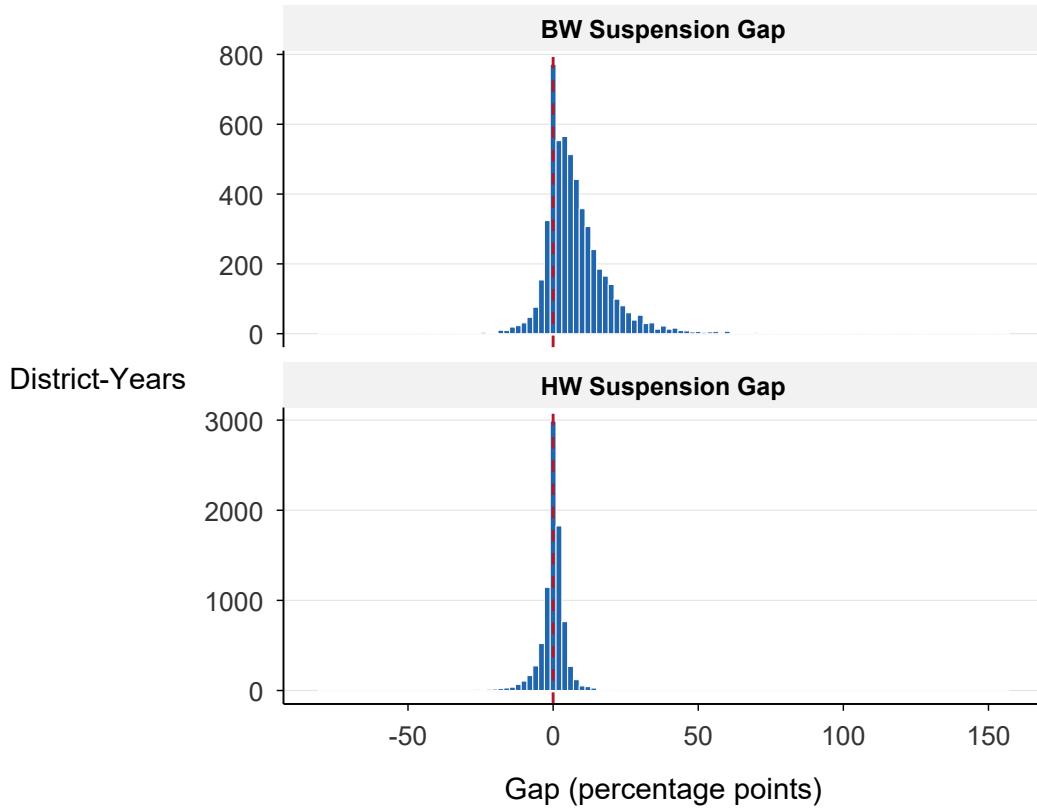 BW Suspension Gap
800
600
400
200
0
District-Years
HW Suspension Gap
3000
2000
1000
0
-50 0 50 100 150
Gap (percentage points)